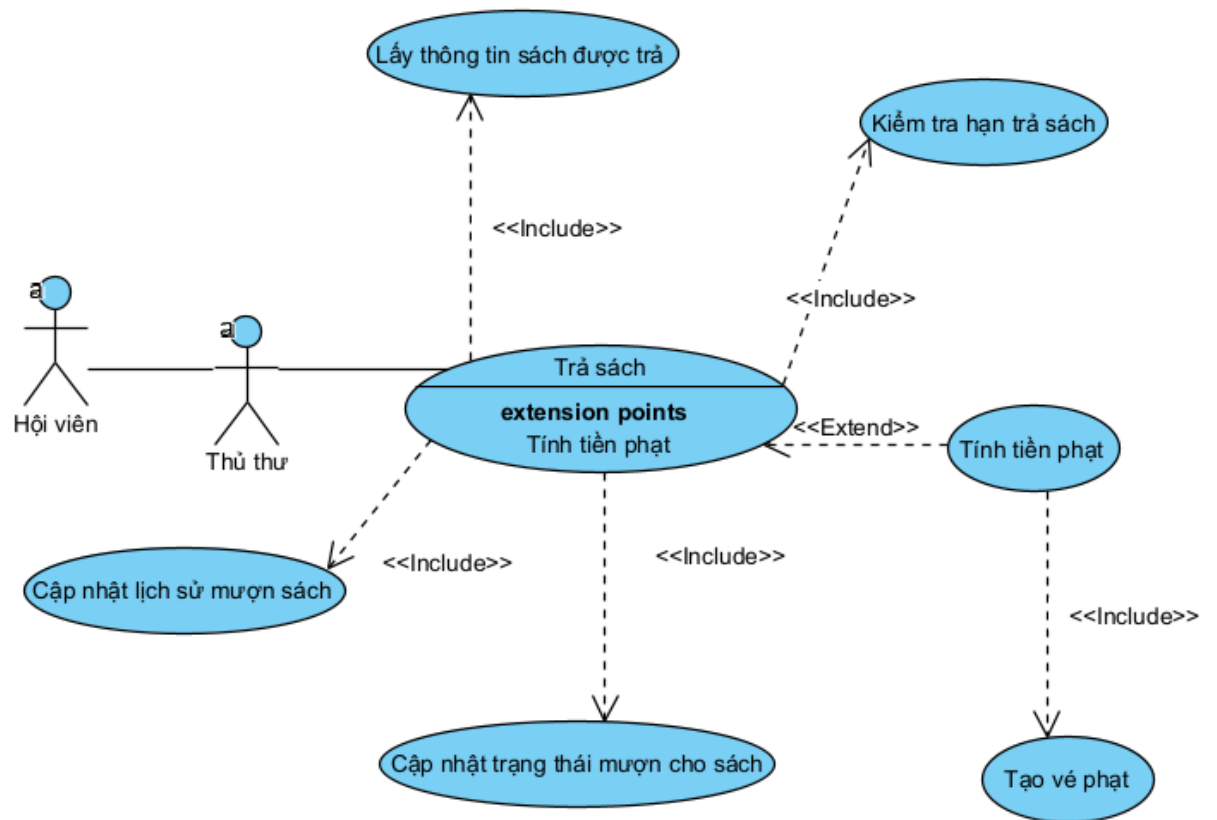 Lấy thông tin sách được trả
Kiểm tra hạn trả sách
<<Include>>
<<Include>>
a
a
Hội viên
Thủ thư
Trả sách
extension points
Tính tiền phạt
<<Extend>>
Tính tiền phạt
<<Include>>
<<Include>>
Cập nhật lịch sử mượn sách
<<Include>>
Cập nhật trạng thái mượn cho sách
Tạo vé phạt